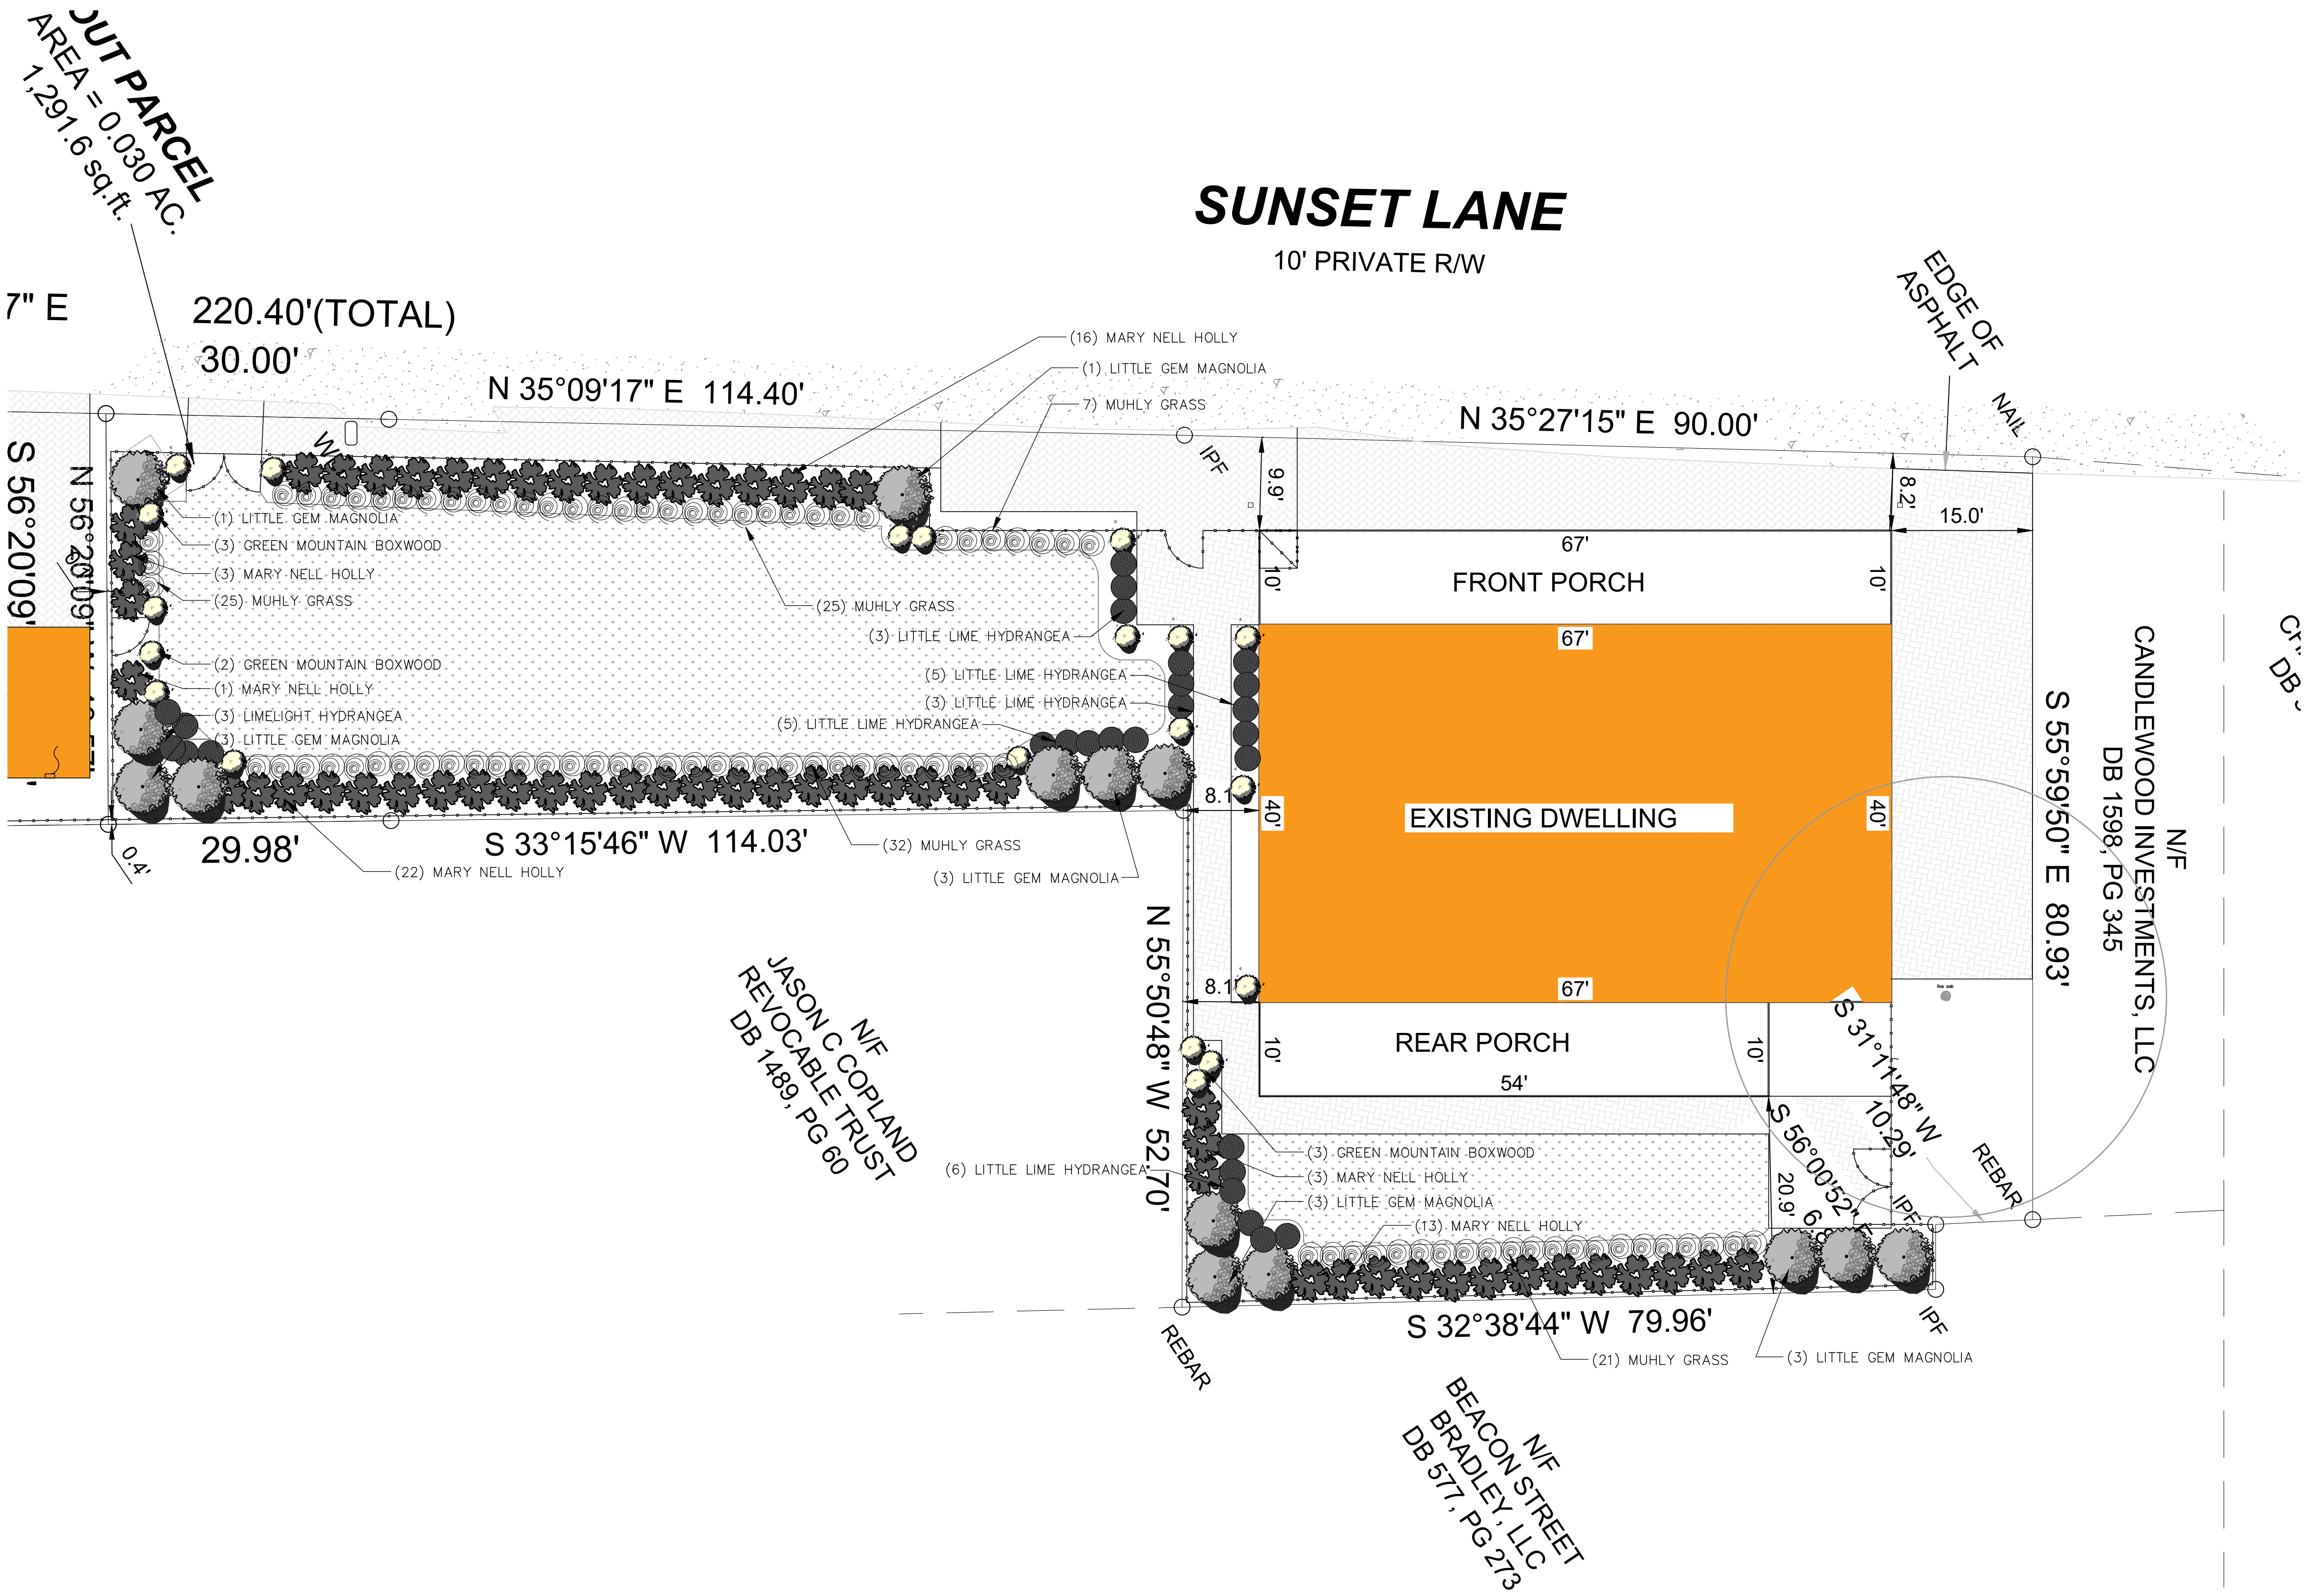 OUT PARCEL
AREA = 0.030 AC.
1,291.6 sq.ft.
SUNSET LANE
10' PRIVATE R/W
EDGE OF
ASPHALT
NAIL
7" E
220.40'(TOTAL)
30.00'
N 35°09'17" E 114.40'
N 35°27'15" E 90.00'
IPF
(16) MARY NELL HOLLY
(1) LITTLE GEM MAGNOLIA
7) MUHLY GRASS
S 56°20'09"
N 56°20'09"
(1) LITTLE GEM MAGNOLIA
(3) GREEN MOUNTAIN BOXWOOD
(3) MARY NELL HOLLY
(25) MUHLY GRASS
(2) GREEN MOUNTAIN BOXWOOD
(1) MARY NELL HOLLY
(3) LIMELIGHT HYDRANGEA
(3) LITTLE GEM MAGNOLIA
(25) MUHLY GRASS
(3) LITTLE LIME HYDRANGEA
(5) LITTLE LIME HYDRANGEA
(3) LITTLE LIME HYDRANGEA
(5) LITTLE LIME HYDRANGEA
9.9'
8.2'
15.0'
67'
FRONT PORCH
10'
10'
67'
40'
EXISTING DWELLING
40'
67'
8.1
8.1
REAR PORCH
10'
10'
54'
live oak
29.98'
0.4'
S 33°15'46" W 114.03'
(22) MARY NELL HOLLY
(32) MUHLY GRASS
(3) LITTLE GEM MAGNOLIA
N 55°50'48" W 52.70'
N/F
JASON C COPLAND
REVOCABLE TRUST
DB 1489, PG 60
S 55°59'50" E 80.93'
N/F
CANDLEWOOD INVESTMENTS, LLC
DB 1598, PG 345
DB
S 31°11'48" W
10.29'
S 56°00'52" E
20.9'
IPF
REBAR
(6) LITTLE LIME HYDRANGEA
(3) GREEN MOUNTAIN BOXWOOD
(3) MARY NELL HOLLY
(3) LITTLE GEM MAGNOLIA
(13) MARY NELL HOLLY
REBAR
S 32°38'44" W 79.96'
IPF
(21) MUHLY GRASS
(3) LITTLE GEM MAGNOLIA
N/F
BEACON STREET
BRADLEY, LLC
DB 577, PG 273